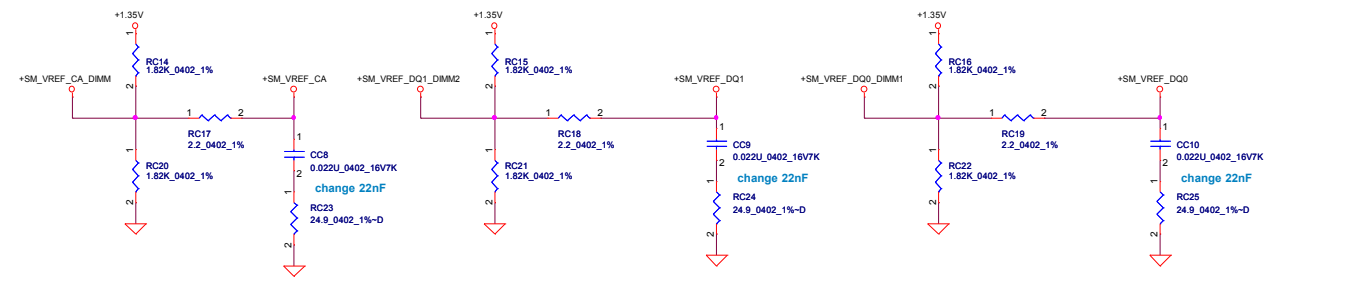 +1.35V
1
RC14
1.82K_0402_1%
2
+SM_VREF_CA_DIMM
+SM_VREF_CA
1
2
RC17
2.2_0402_1%
1
RC20
1.82K_0402_1%
2
1
CC8
0.022U_0402_16V7K
2
change 22nF
1
RC23
24.9_0402_1%~D
2
+1.35V
1
RC15
1.82K_0402_1%
2
+SM_VREF_DQ1_DIMM2
+SM_VREF_DQ1
1
2
RC18
2.2_0402_1%
1
RC21
1.82K_0402_1%
2
1
CC9
0.022U_0402_16V7K
2
change 22nF
1
RC24
24.9_0402_1%~D
2
+1.35V
1
RC16
1.82K_0402_1%
2
+SM_VREF_DQ0_DIMM1
+SM_VREF_DQ0
1
2
RC19
2.2_0402_1%
1
RC22
1.82K_0402_1%
2
1
CC10
0.022U_0402_16V7K
2
change 22nF
1
RC25
24.9_0402_1%~D
2